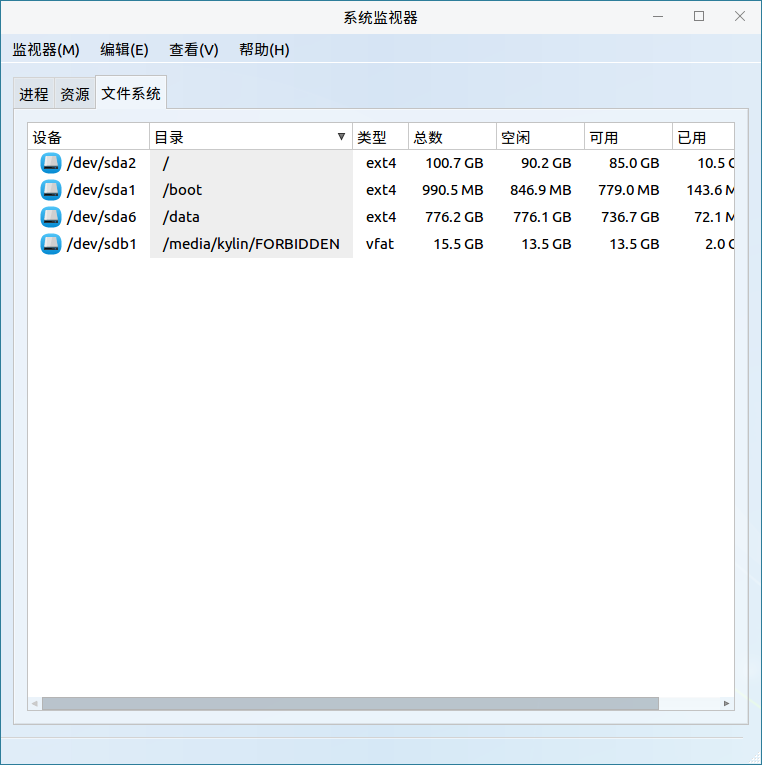 系统监视器
监视器(M) 编辑(E) 查看(V) 帮助(H)
进程 资源 文件系统
设备 目录 类型 总数 空闲 可用 已用
/dev/sda2 / ext4 100.7 GB 90.2 GB 85.0 GB 10.5
/dev/sda1 /boot ext4 990.5 MB 846.9 MB 779.0 MB 143.6
/dev/sda6 /data ext4 776.2 GB 776.1 GB 736.7 GB 72.1
/dev/sdb1 /media/kylin/FORBIDDEN vfat 15.5 GB 13.5 GB 13.5 GB 2.0